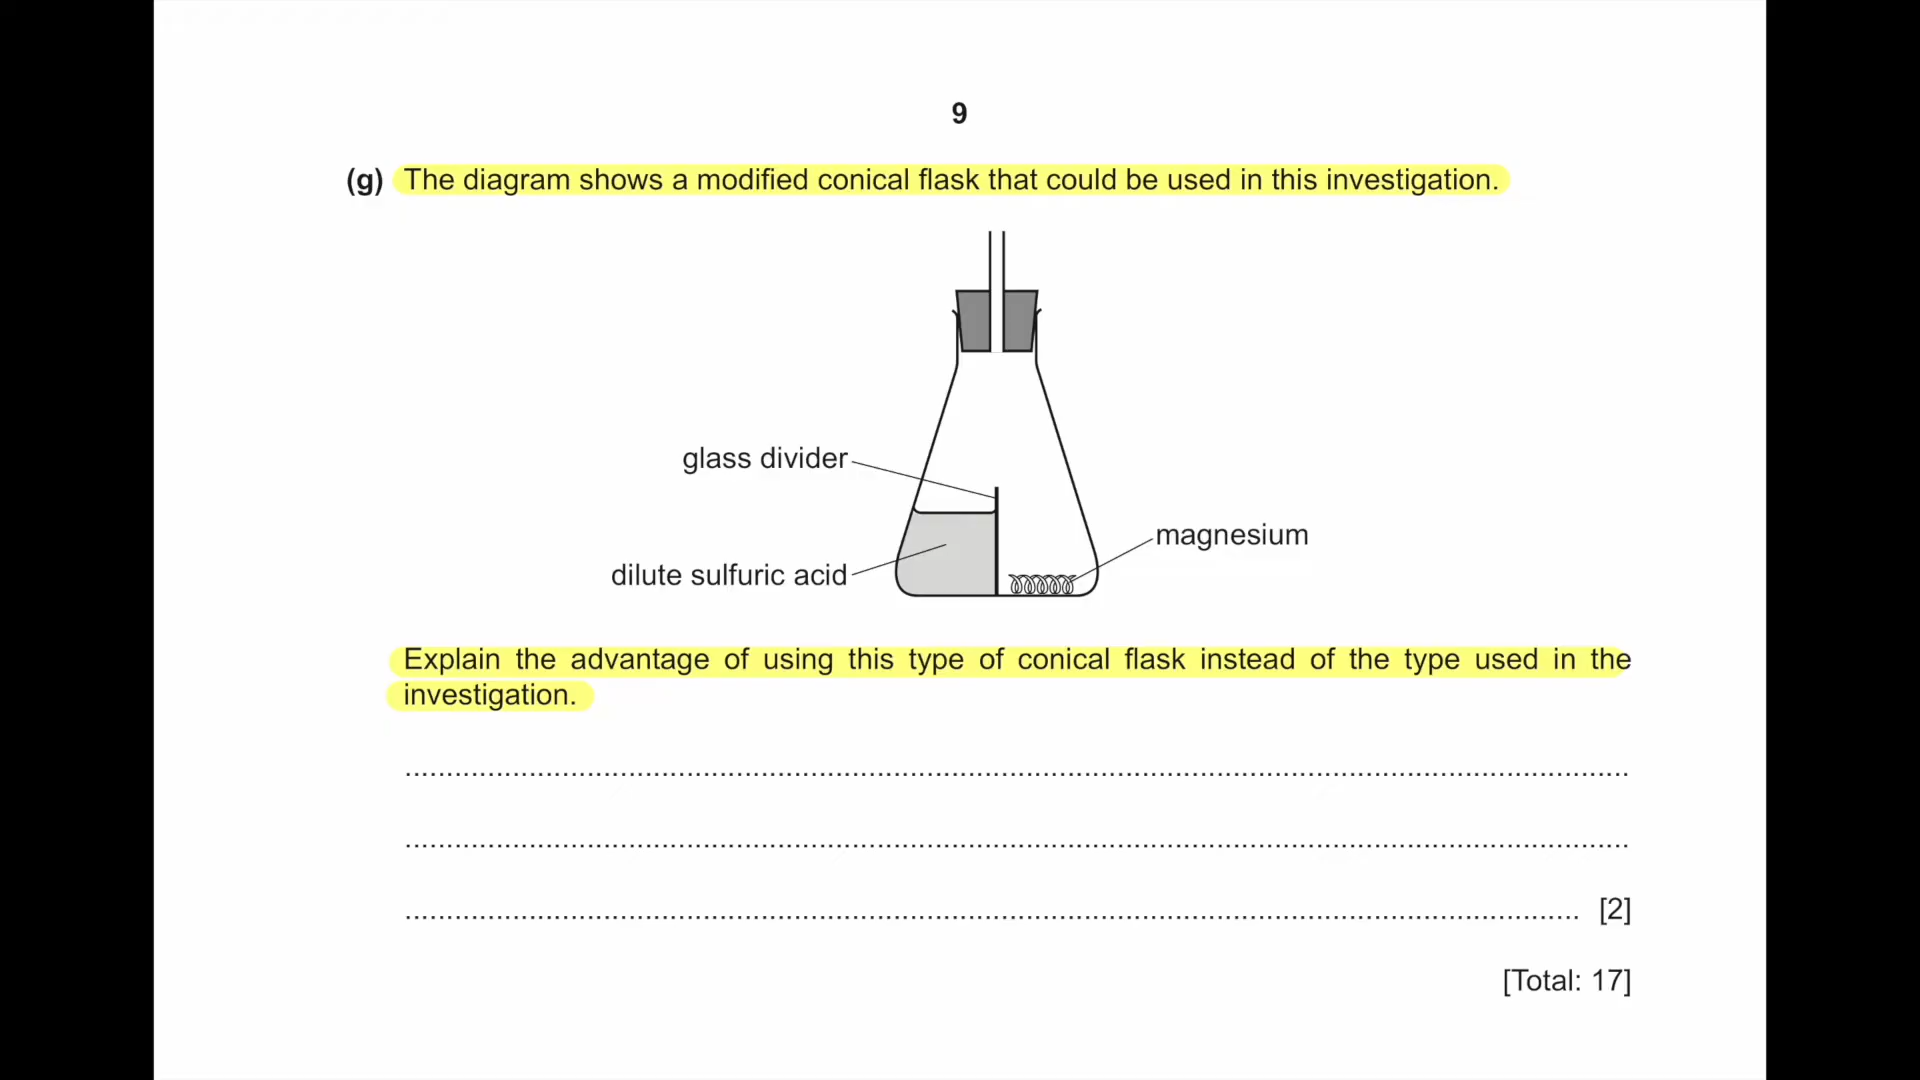 9
(g) The diagram shows a modified conical flask that could be used in this investigation.
glass divider
magnesium
dilute sulfuric acid
Explain the advantage of using this type of conical flask instead of the type used in the
investigation.
[2]
[Total: 17]